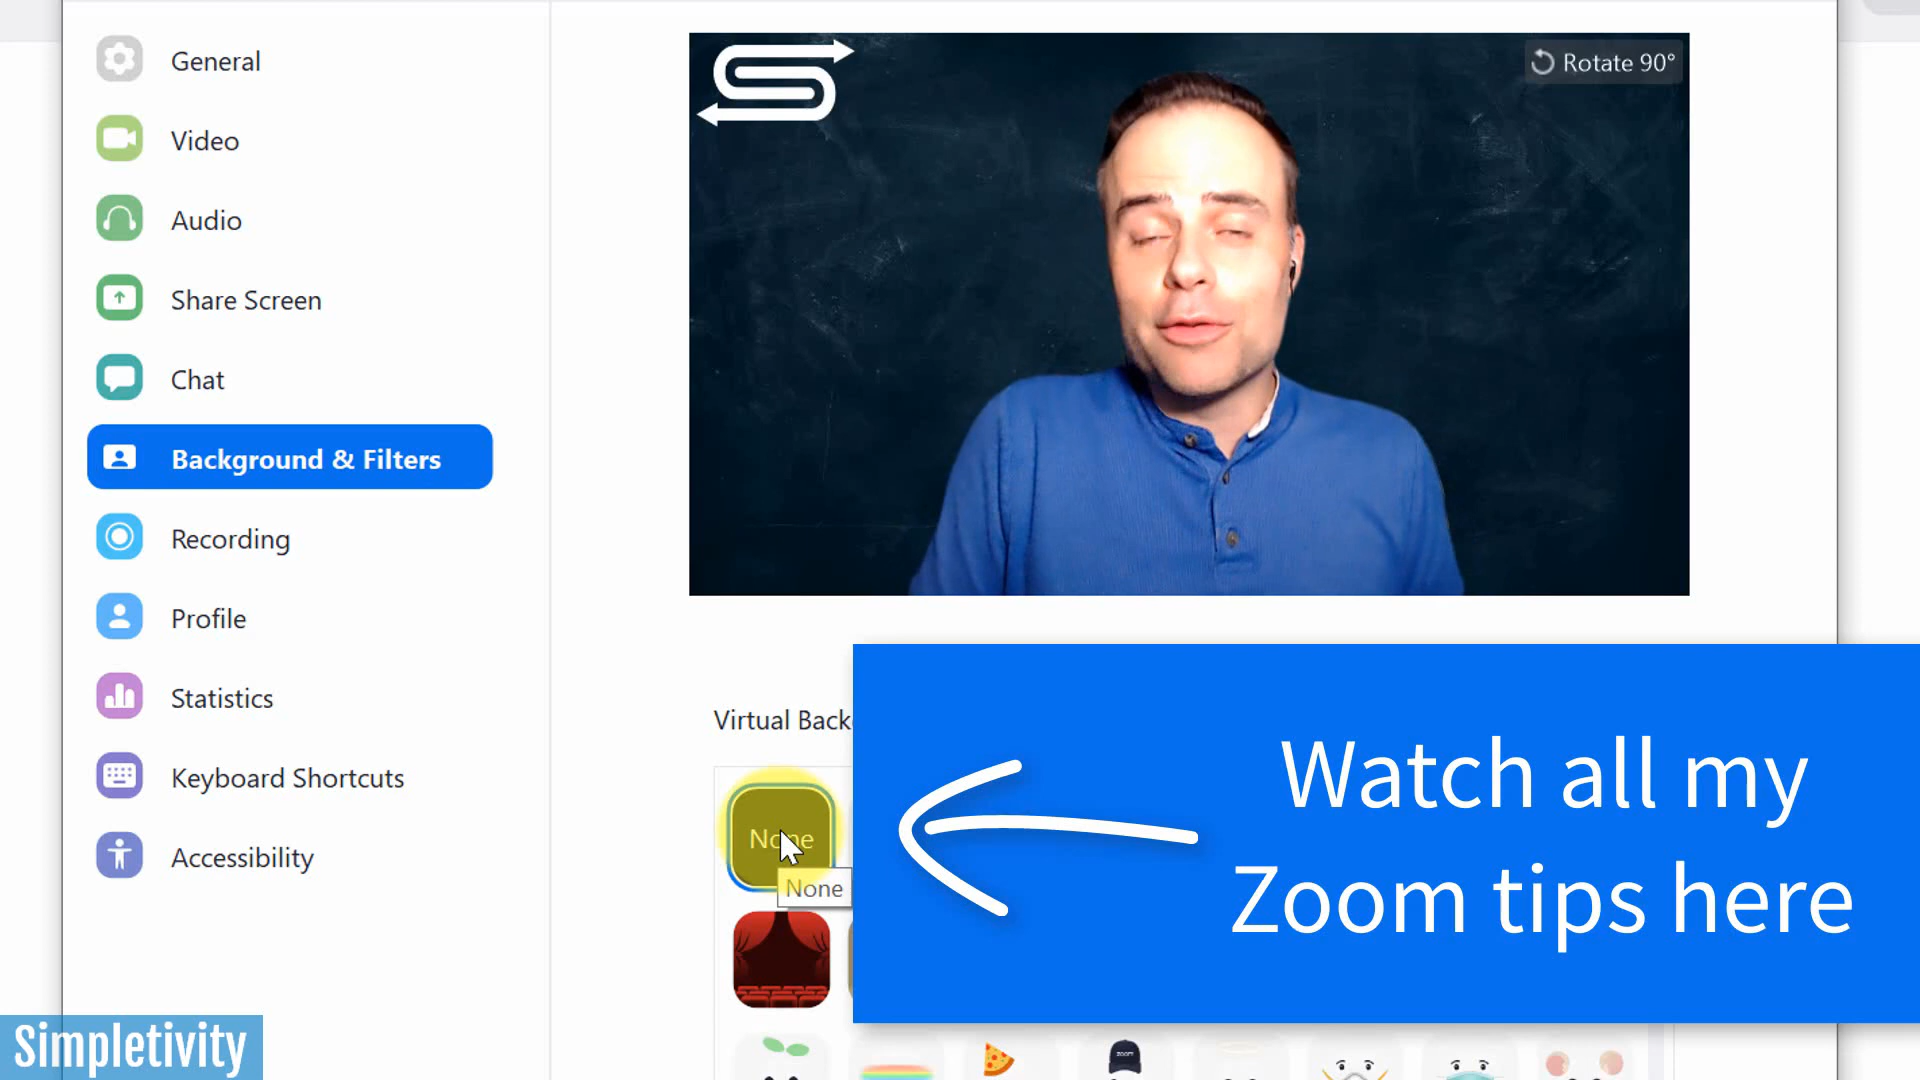 General
Video
Audio
Share Screen
Chat
Background & Filters
Recording
Profile
Statistics
Keyboard Shortcuts
Accessibility
Rotate 90°
Virtual Back
None
None
Watch all my
Zoom tips here
zoom
Simpletivity